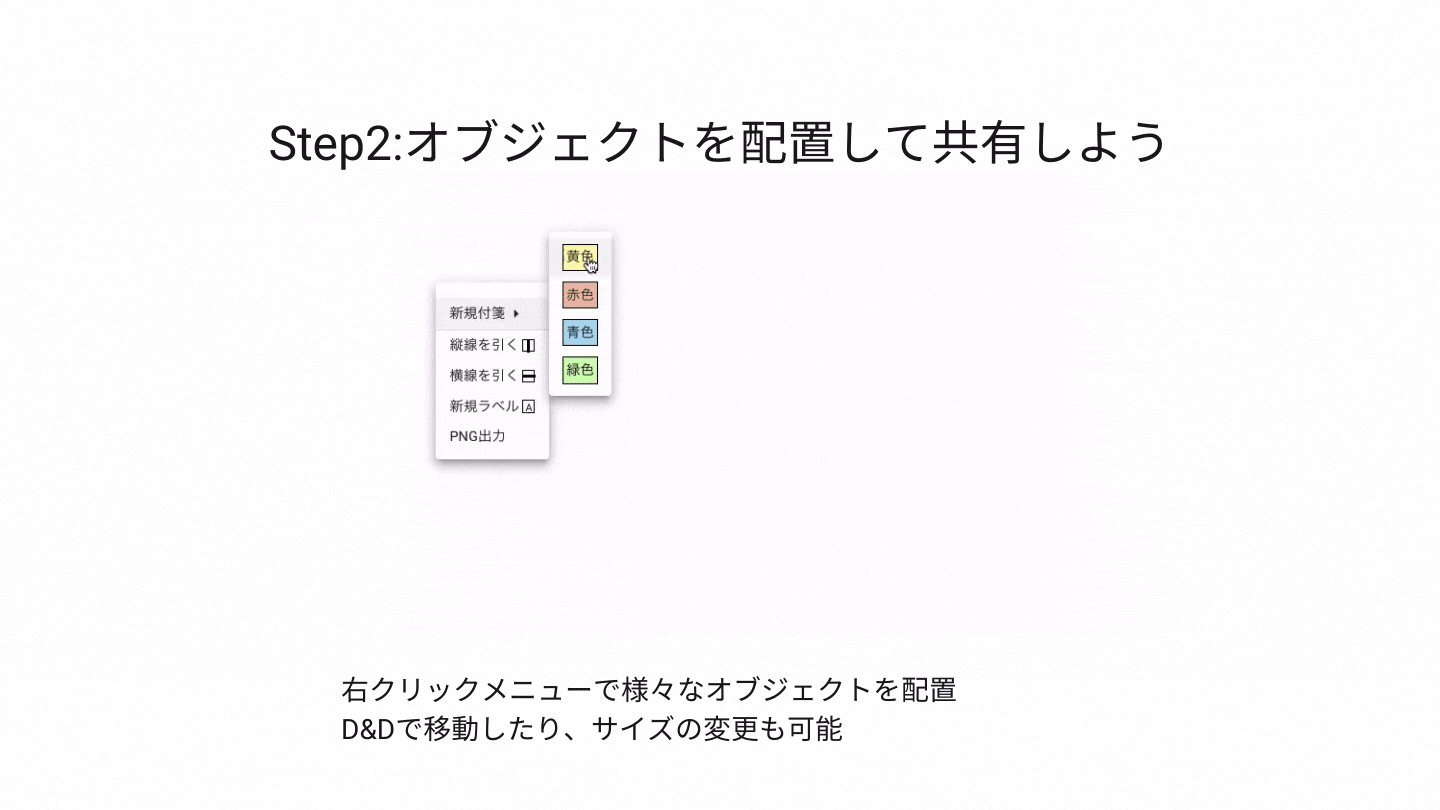 Step2:オブジェクトを配置して共有しよう
黄色
赤色
青色
緑色
新規付箋
縦線を引く
横線を引く
新規ラベル A
PNG出力
右クリックメニューで様々なオブジェクトを配置
D&Dで移動したり、サイズの変更も可能